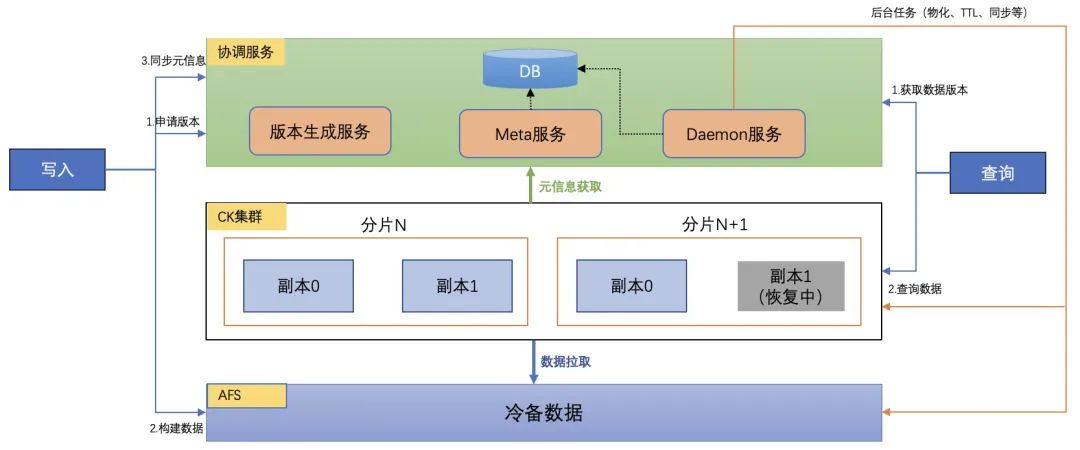 后台任务（物化、TTL、同步等）
协调服务
3.同步元信息
DB
1.获取数据版本
1.申请版本
版本生成服务
Meta服务
Daemon服务
写入
查询
元信息获取
CK集群
分片N
分片N+1
副本0
副本1
副本0
副本1
（恢复中）
2.查询数据
数据拉取
AFS
冷备数据
2.构建数据